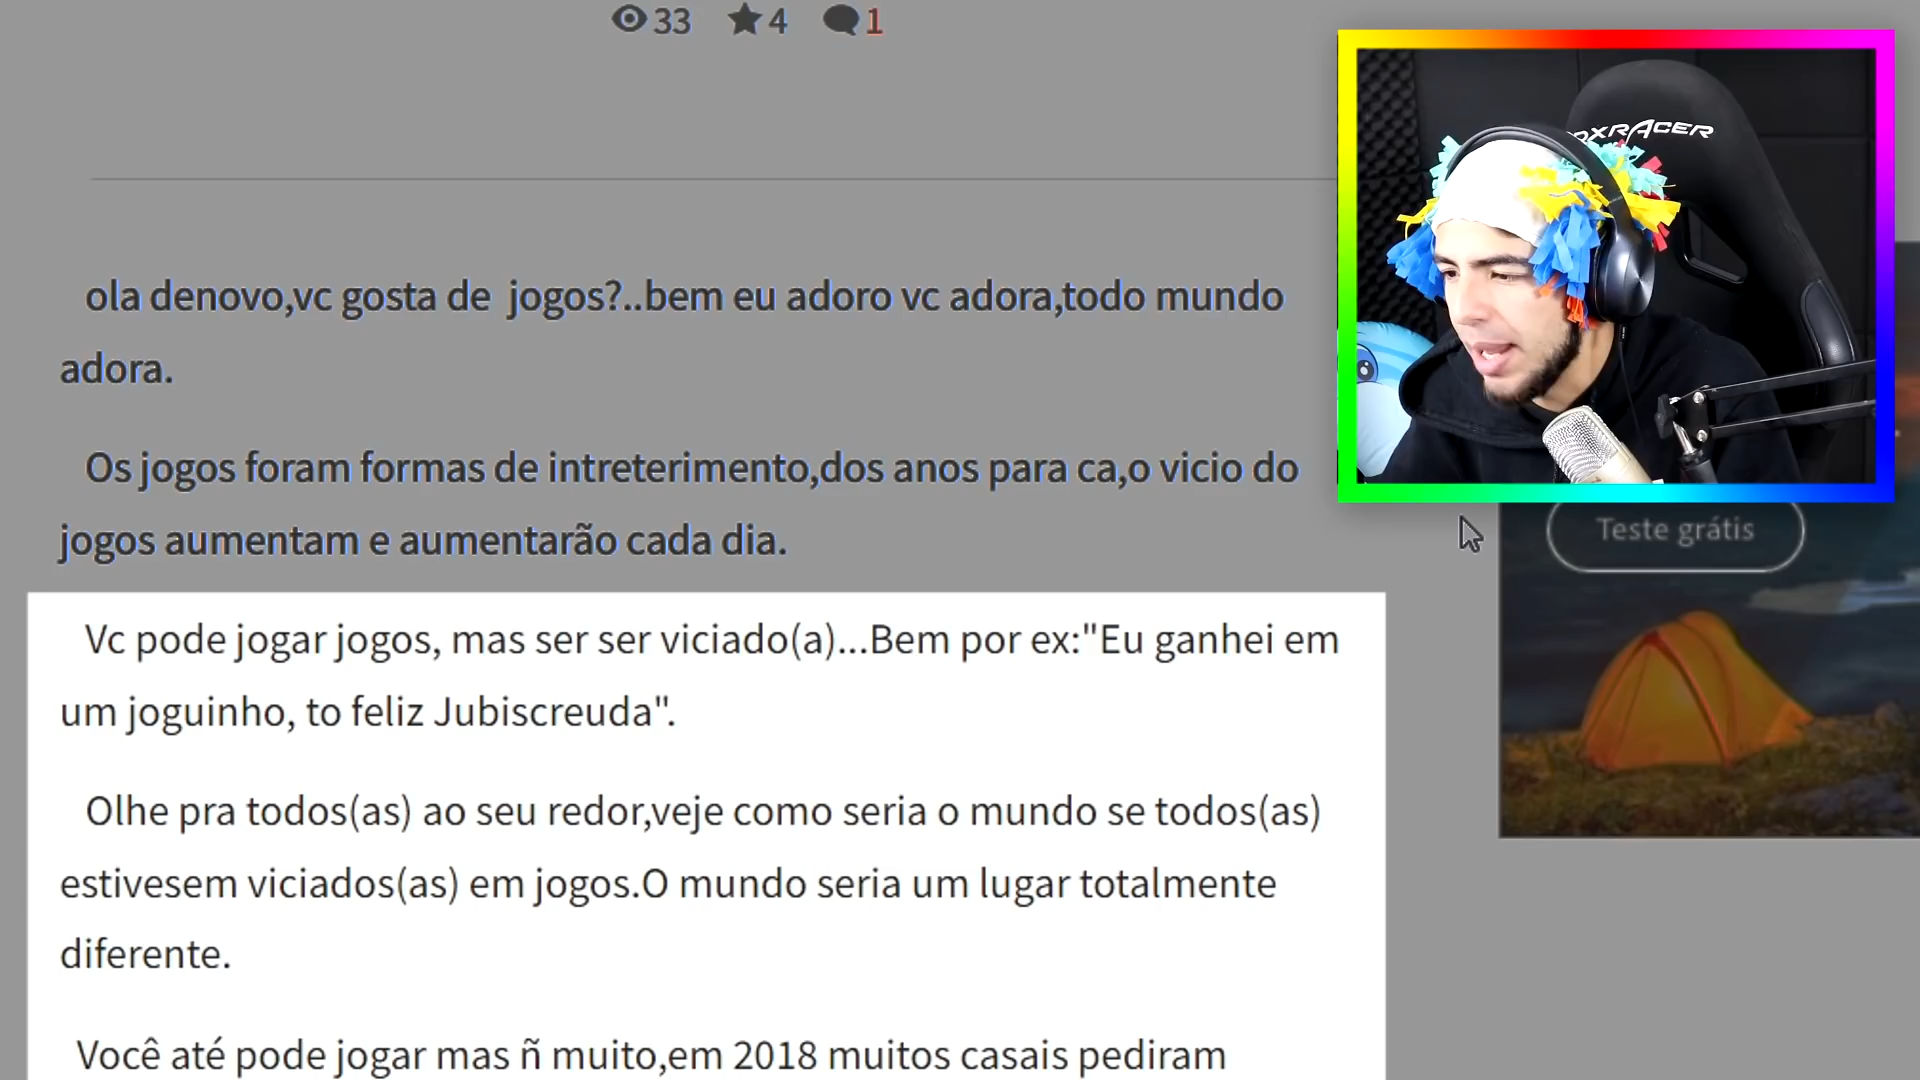 33 4 1
DXRACER
ola denovo,vc gosta de jogos?..bem eu adoro vc adora,todo mundo
adora.
Os jogos foram formas de intreterimento,dos anos para ca,o vicio do
jogos aumentam e aumentarão cada dia.
Teste grátis
Vc pode jogar jogos, mas ser ser viciado(a)...Bem por ex:"Eu ganhei em
um joguinho, to feliz Jubiscreuda".
Olhe pra todos(as) ao seu redor,veje como seria o mundo se todos(as)
estivesem viciados(as) em jogos.O mundo seria um lugar totalmente
diferente.
Você até pode jogar mas ñ muito,em 2018 muitos casais pediram